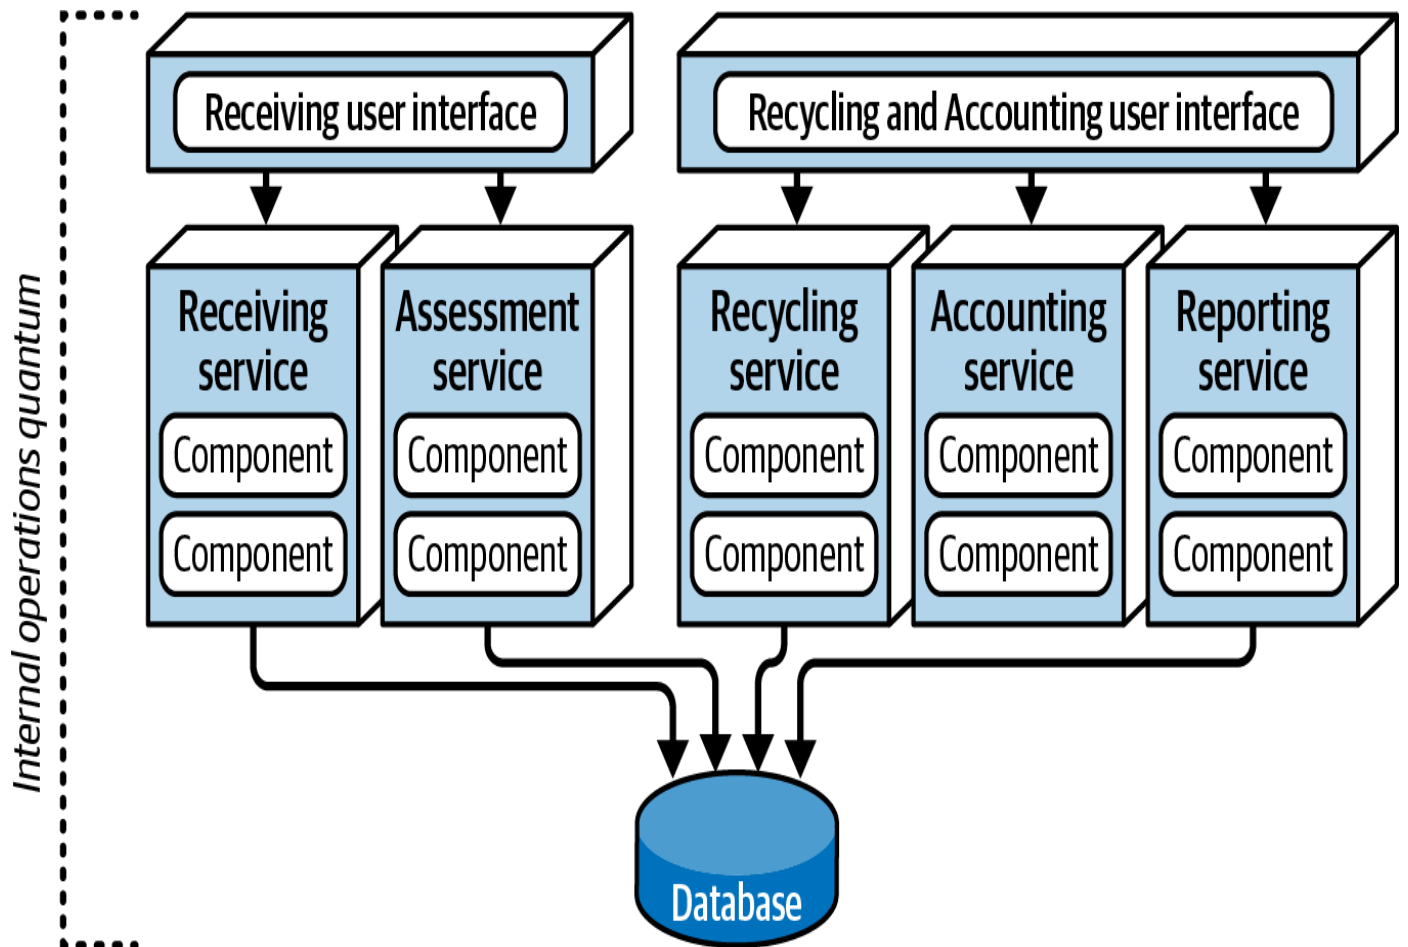 Internal operations quantum
Receiving user interface
Recycling and Accounting user interface
Receiving
service
Component
Component
Assessment
service
Component
Component
Recycling
service
Component
Component
Accounting
service
Component
Component
Reporting
service
Component
Component
Database